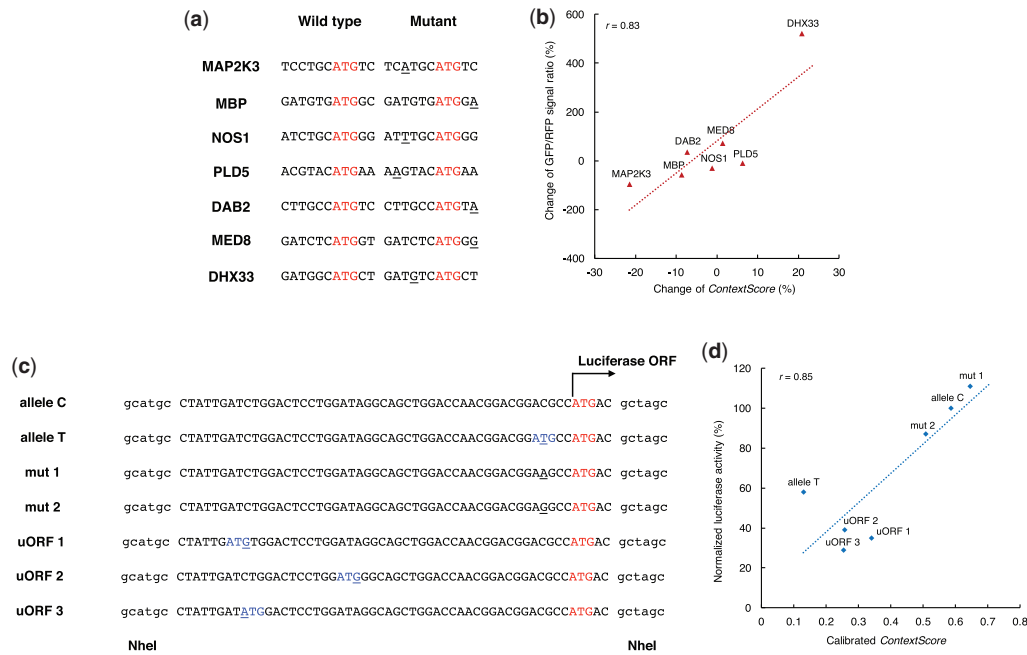 (a)
Wild type Mutant
MAP2K3 TCCTGCATGTC TCATGCATGTC
MBP GATGTGATGGC GATGTGATGGA
NOS1 ATCTGCATGGG ATTTGCATGGG
PLD5 ACGTACATGAA AAGTACATGAA
DAB2 CTTGCCATGTC CTTGCCATGTA
MED8 GATCTCATGGT GATCTCATGGG
DHX33 GATGGCATGCT GATGTCATGCT
(b)
r = 0.83
Change of GFP/RFP signal ratio (%)
600
400
200
0
-200
-400
-30 -20 -10 0 10 20 30
Change of ContextScore (%)
DHX33
MED8
DAB2
NOS1
PLD5
MBP
MAP2K3
(c)
Luciferase ORF
allele C gcatgc CTATTGATCTGGACTCCTGGATAGGCAGCTGGACCAACGGACGGACGCCATGAC gctagc
allele T gcatgc CTATTGATCTGGACTCCTGGATAGGCAGCTGGACCAACGGACGGATGCCATGAC gctagc
mut 1 gcatgc CTATTGATCTGGACTCCTGGATAGGCAGCTGGACCAACGGACGGAAGCCATGAC gctagc
mut 2 gcatgc CTATTGATCTGGACTCCTGGATAGGCAGCTGGACCAACGGACGGAGGCCATGAC gctagc
uORF 1 gcatgc CTATTGATGTGGACTCCTGGATAGGCAGCTGGACCAACGGACGGACGCCATGAC gctagc
uORF 2 gcatgc CTATTGATCTGGACTCCTGGATGGGCAGCTGGACCAACGGACGGACGCCATGAC gctagc
uORF 3 gcatgc CTATTGATATGGACTCCTGGATAGGCAGCTGGACCAACGGACGGACGCCATGAC gctagc
NheI NheI
(d)
r = 0.85
Normalized luciferase activity (%)
120
100
80
60
40
20
0
0 0.1 0.2 0.3 0.4 0.5 0.6 0.7 0.8
Calibrated ContextScore
mut 1
allele C
mut 2
allele T
uORF 2
uORF 1
uORF 3